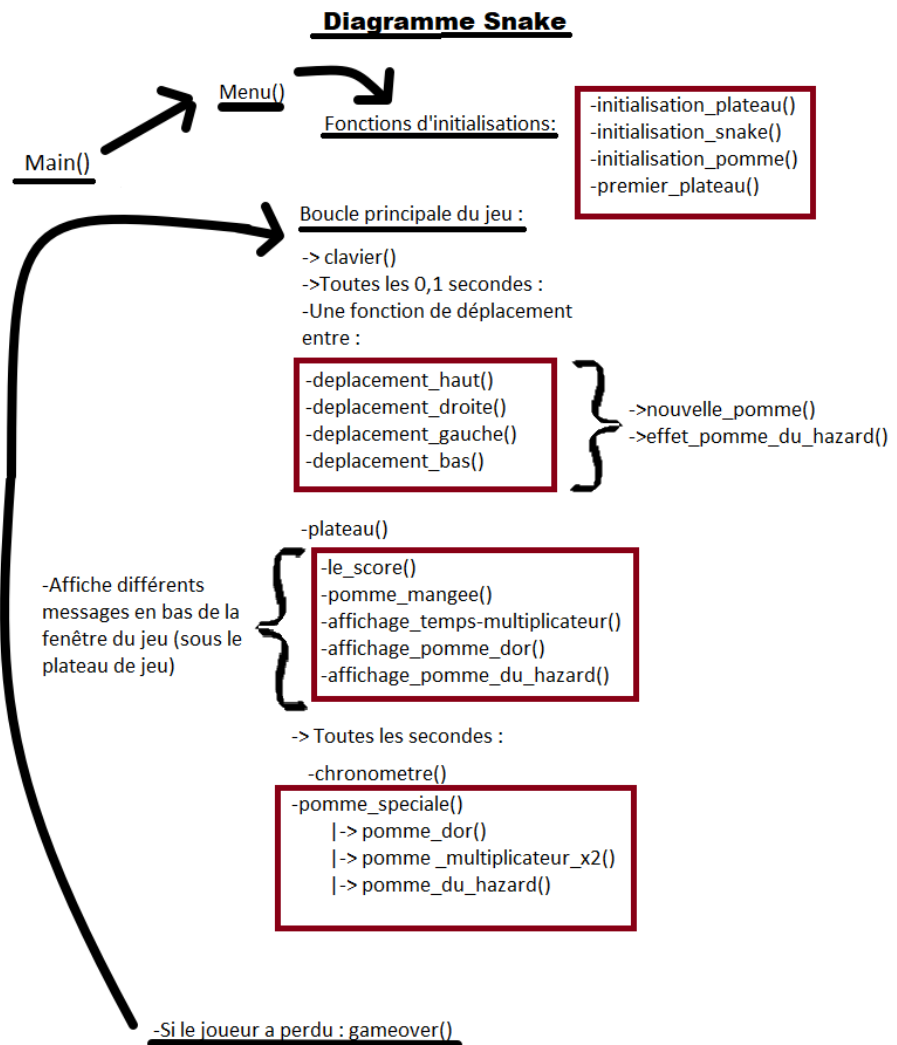 Diagramme Snake
Menu()
Fonctions d'initialisations:
-initialisation_plateau()
-initialisation_snake()
-initialisation_pomme()
-premier_plateau()
Main()
Boucle principale du jeu :
-> clavier()
->Toutes les 0,1 secondes :
-Une fonction de déplacement
entre :
-deplacement_haut()
-deplacement_droite()
-deplacement_gauche()
-deplacement_bas()
->nouvelle_pomme()
->effet_pomme_du_hazard()
-plateau()
-le_score()
-pomme_mangee()
-affichage_temps-multiplicateur()
-affichage_pomme_dor()
-affichage_pomme_du_hazard()
-Affiche différents
messages en bas de la
fenêtre du jeu (sous le
plateau de jeu)
-> Toutes les secondes :
-chronometre()
-pomme_speciale()
|-> pomme_dor()
|-> pomme _multiplicateur_x2()
|-> pomme_du_hazard()
-Si le joueur a perdu : gameover()